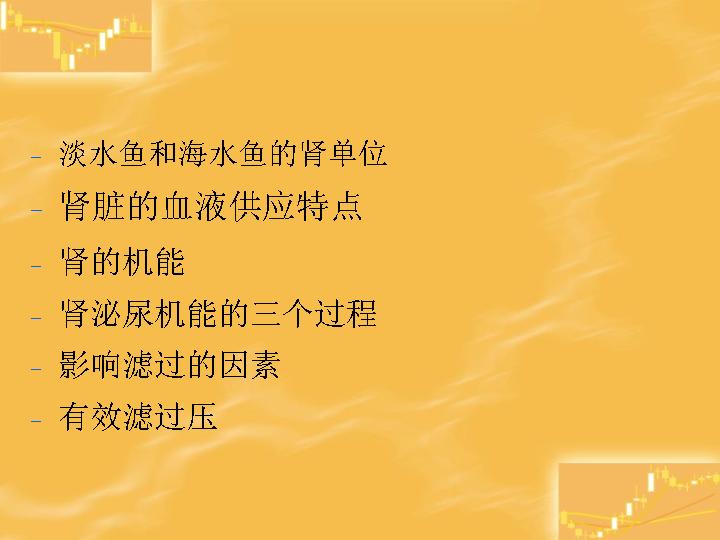 – 淡水鱼和海水鱼的肾单位
– 肾脏的血液供应特点
– 肾的机能
– 肾泌尿机能的三个过程
– 影响滤过的因素
– 有效滤过压